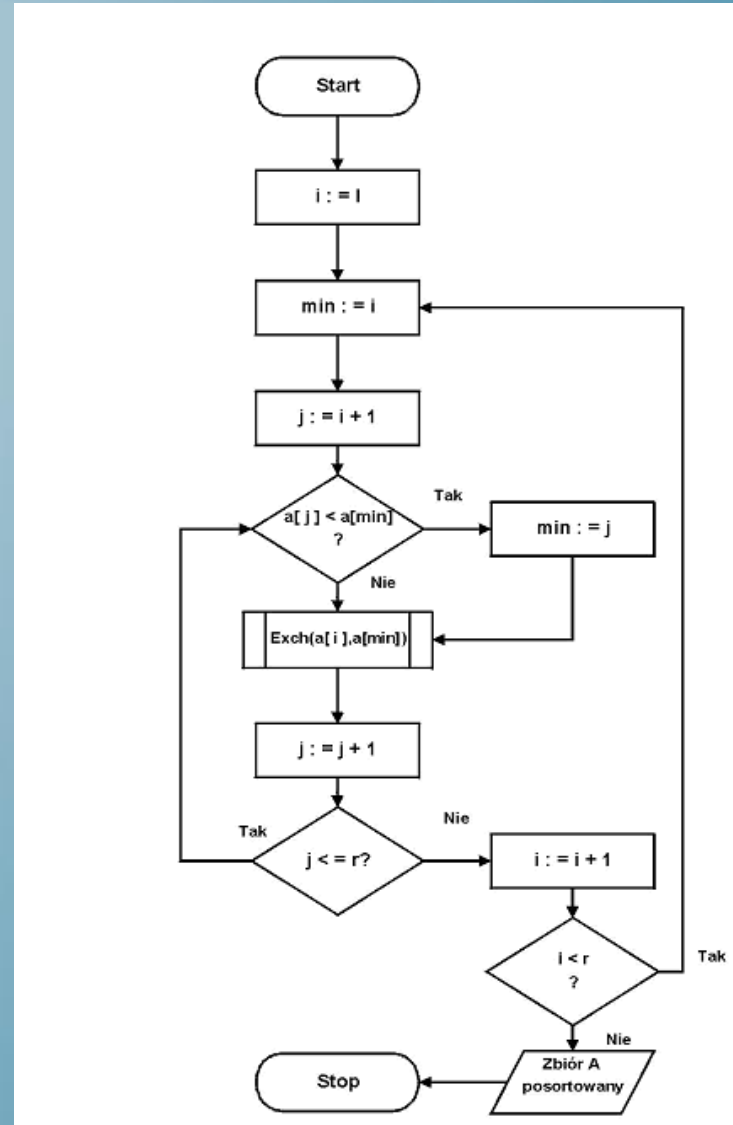 Start
i : = l
min : = i
j : = i + 1
a[ j ] < a[min]
?
Tak
min : = j
Nie
Exch(a[ i ],a[min])
j : = j + 1
Tak
j < = r?
Nie
i : = i + 1
i < r
?
Tak
Nie
Zbiór A
posortowany
Stop